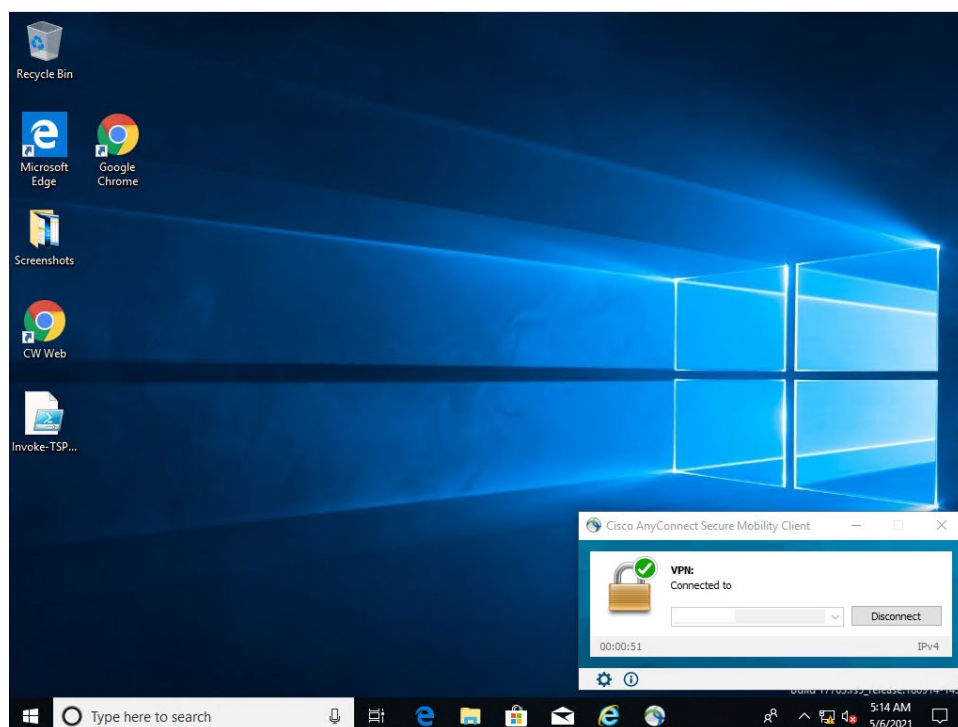 Recycle Bin
Microsoft
Edge
Google
Chrome
Screenshots
CW Web
Invoke-TSP...
Cisco AnyConnect Secure Mobility Client
VPN:
Connected to
Disconnect
00:00:51
IPv4
Type here to search
5:14 AM
5/6/2021